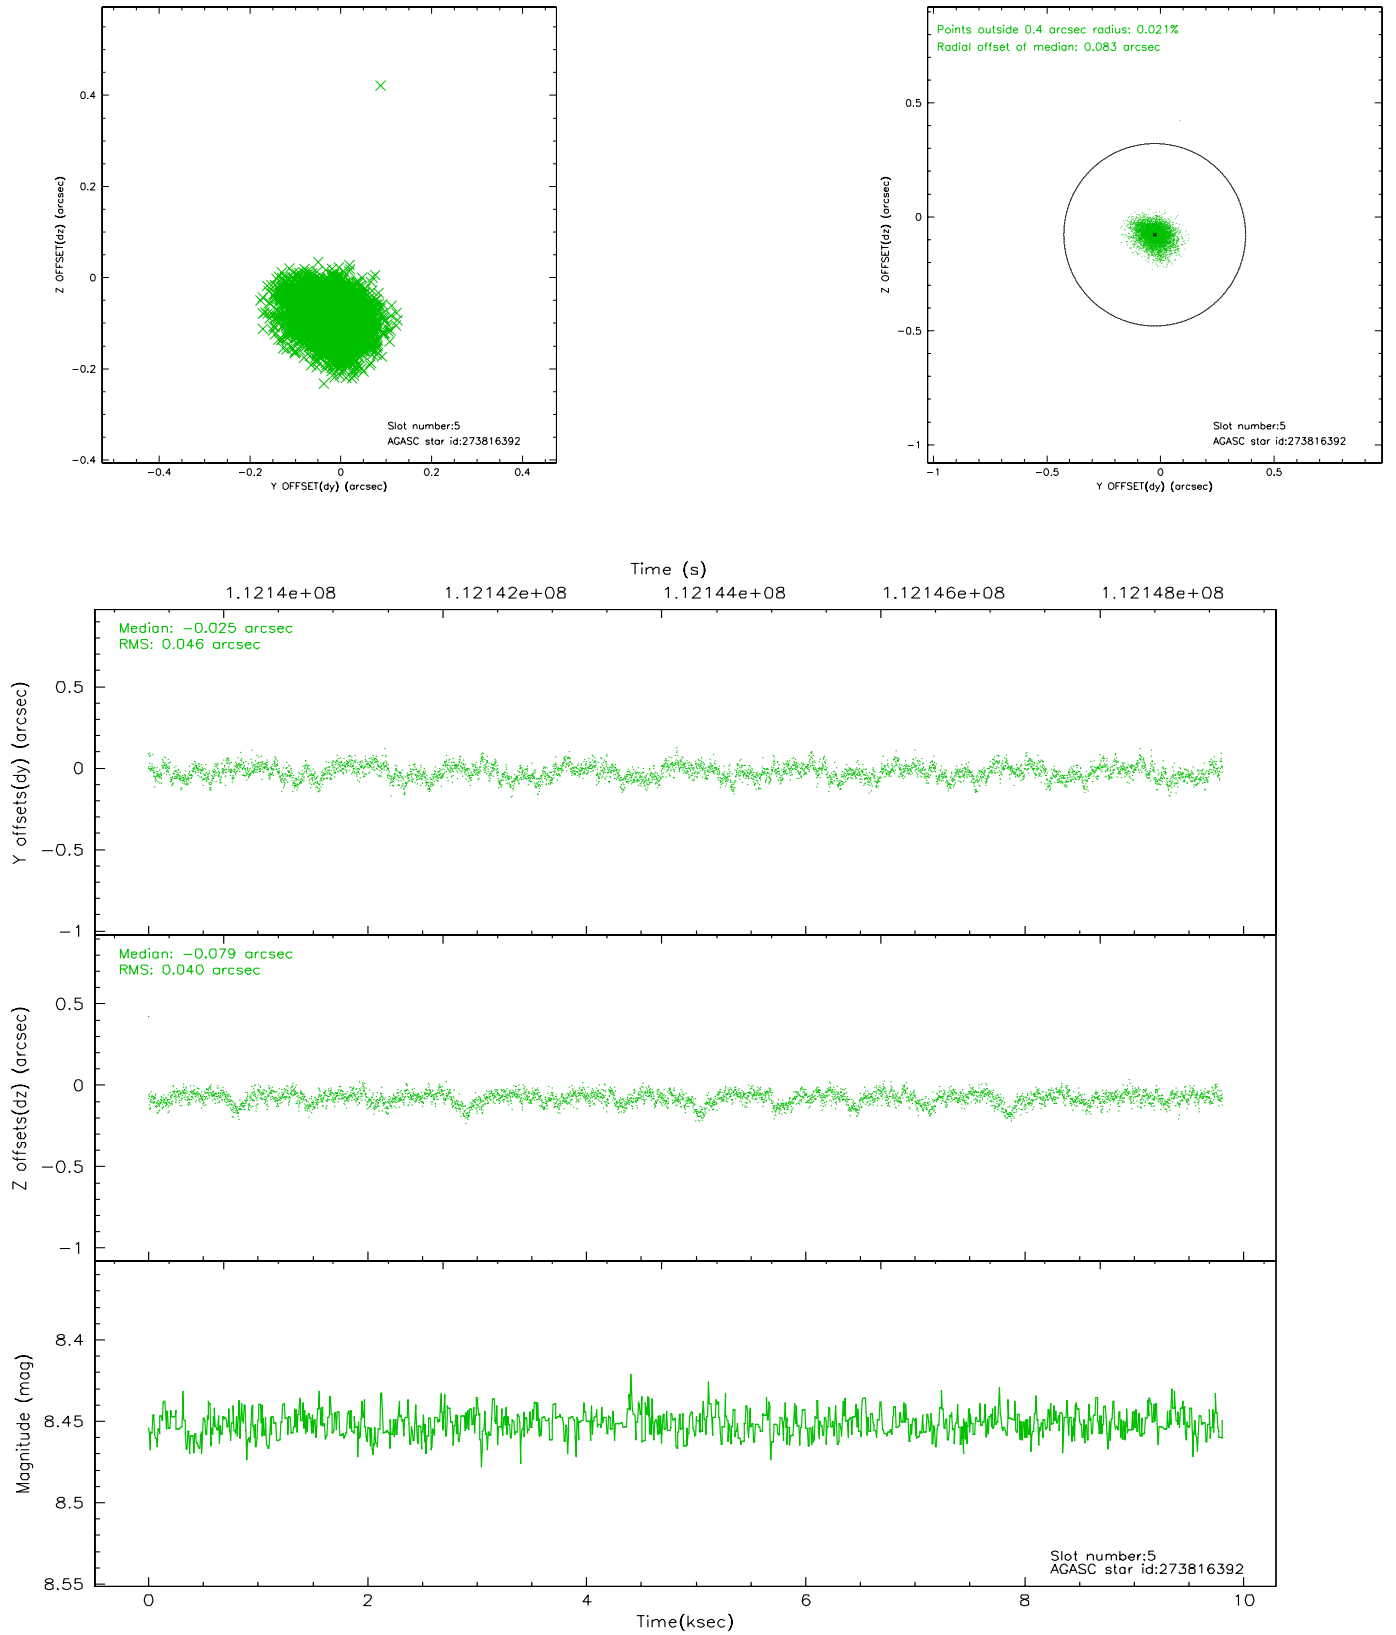 Points outside 0.4 arcsec radius: 0.021%
Radial offset of median: 0.083 arcsec
0.4
0.2
0
−0.2
−0.4
Z OFFSET(dz) (arcsec)
Slot number:5
AGASC star id:273816392
−0.4
−0.2
0
0.2
0.4
Y OFFSET(dy) (arcsec)
0.5
0
−0.5
−1
Z OFFSET(dz) (arcsec)
Slot number:5
AGASC star id:273816392
−1
−0.5
0
0.5
Y OFFSET(dy) (arcsec)
Time (s)
1.1214e+08
1.12142e+08
1.12144e+08
1.12146e+08
1.12148e+08
Median: −0.025 arcsec
RMS: 0.046 arcsec
0.5
0
−0.5
−1
Y offsets(dy) (arcsec)
Median: −0.079 arcsec
RMS: 0.040 arcsec
0.5
0
−0.5
−1
Z offsets(dz) (arcsec)
8.4
8.45
8.5
8.55
Magnitude (mag)
Slot number:5
AGASC star id:273816392
0
2
4
6
8
10
Time(ksec)